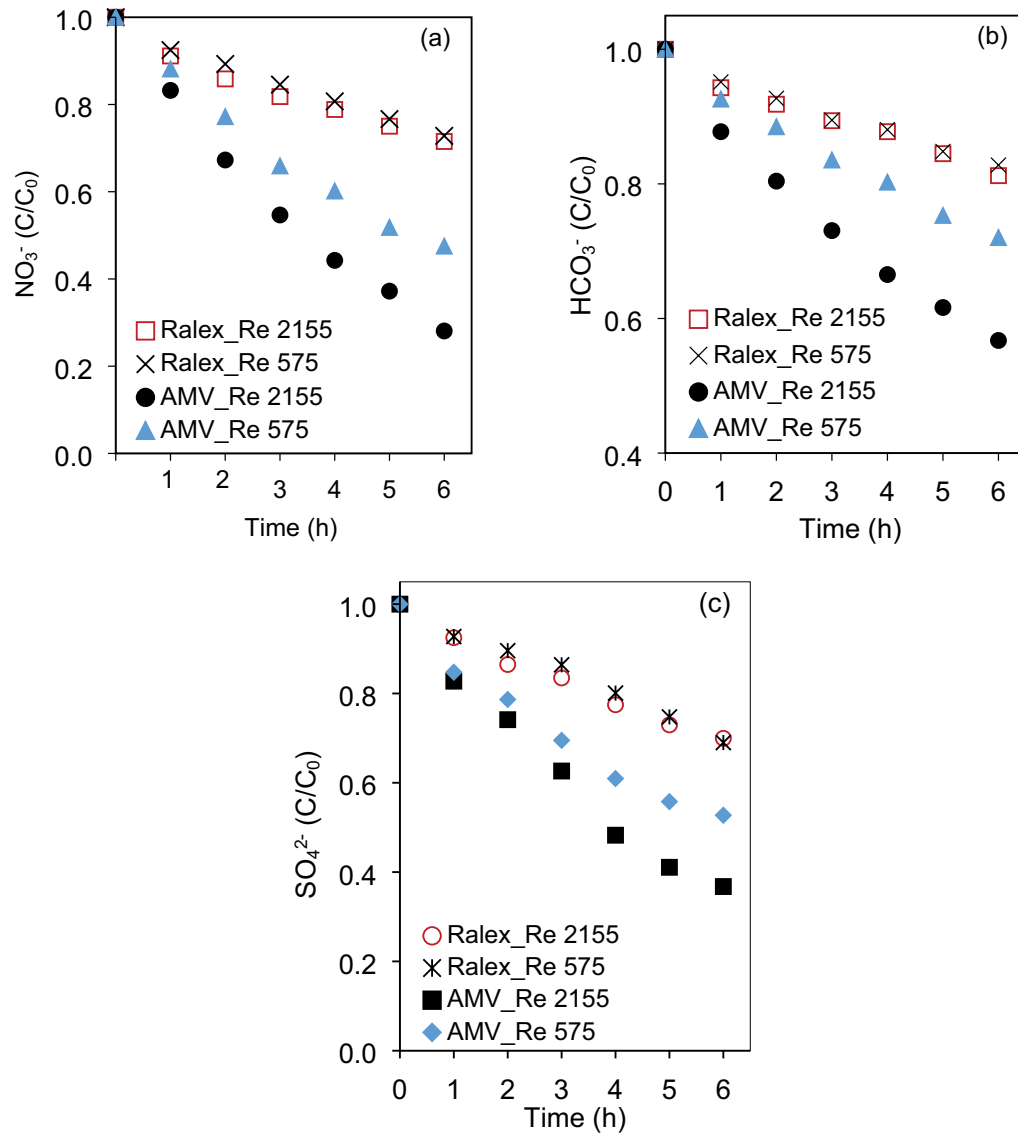 (a)
NO₃⁻ (C/C₀)
1.0
0.8
0.6
0.4
0.2
0.0
Ralex_Re 2155
Ralex_Re 575
AMV_Re 2155
AMV_Re 575
1 2 3 4 5 6
Time (h)
(b)
HCO₃⁻ (C/C₀)
1.0
0.8
0.6
0.4
Ralex_Re 2155
Ralex_Re 575
AMV_Re 2155
AMV_Re 575
0 1 2 3 4 5 6
Time (h)
(c)
SO₄²⁻ (C/C₀)
1.0
0.8
0.6
0.4
0.2
0.0
Ralex_Re 2155
Ralex_Re 575
AMV_Re 2155
AMV_Re 575
0 1 2 3 4 5 6
Time (h)